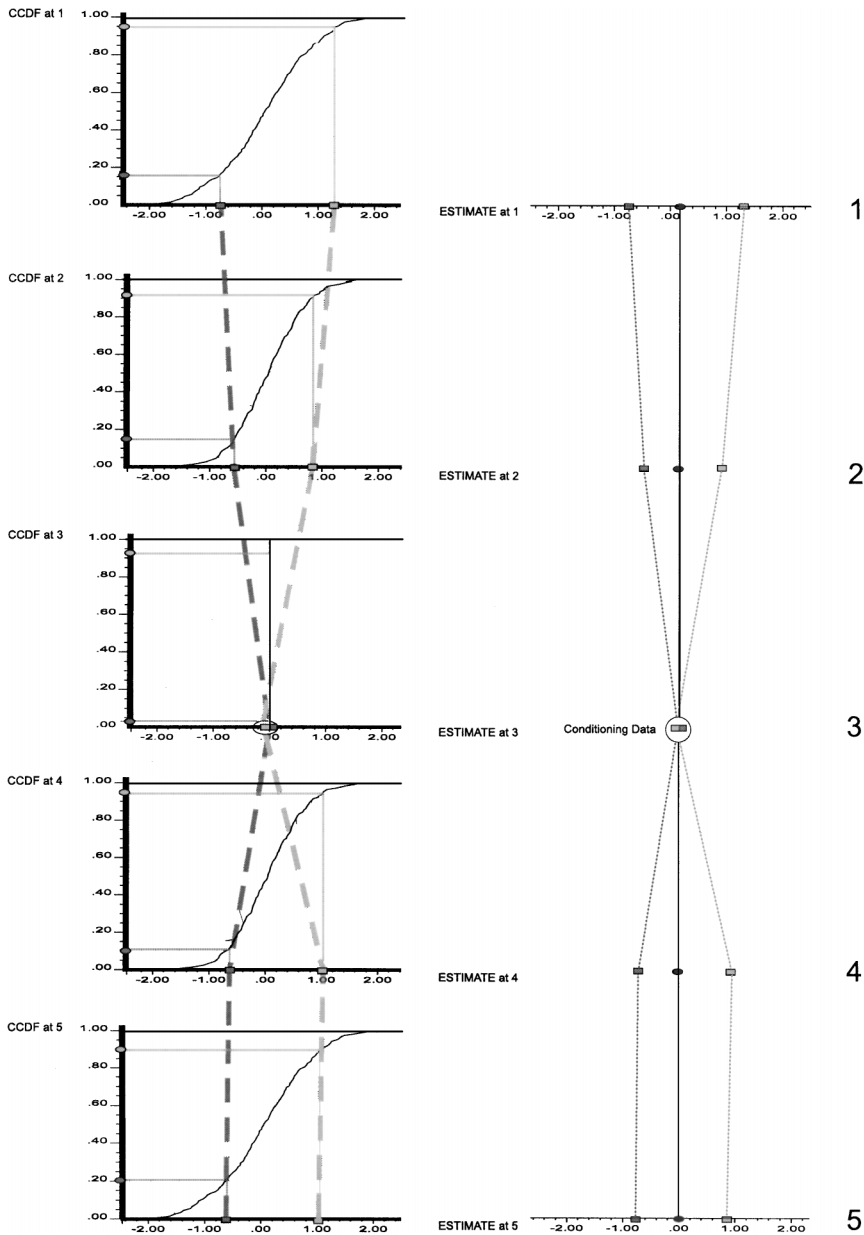 CCDF at 1
1.00
.80
.60
.40
.20
.00
-2.00 -1.00 .00 1.00 2.00
ESTIMATE at 1
-2.00 -1.00 .00 1.00 2.00
1
CCDF at 2
1.00
.80
.60
.40
.20
.00
-2.00 -1.00 .00 1.00 2.00
ESTIMATE at 2
2
CCDF at 3
1.00
.80
.60
.40
.20
.00
-2.00 -1.00 .0 1.00 2.00
ESTIMATE at 3
Conditioning Data
3
CCDF at 4
1.00
.80
.60
.40
.20
.00
-2.00 -1.00 .00 1.00 2.00
ESTIMATE at 4
4
CCDF at 5
1.00
.80
.60
.40
.20
.00
-2.00 -1.00 .00 1.00 2.00
ESTIMATE at 5
-2.00 -1.00 .00 1.00 2.00
5